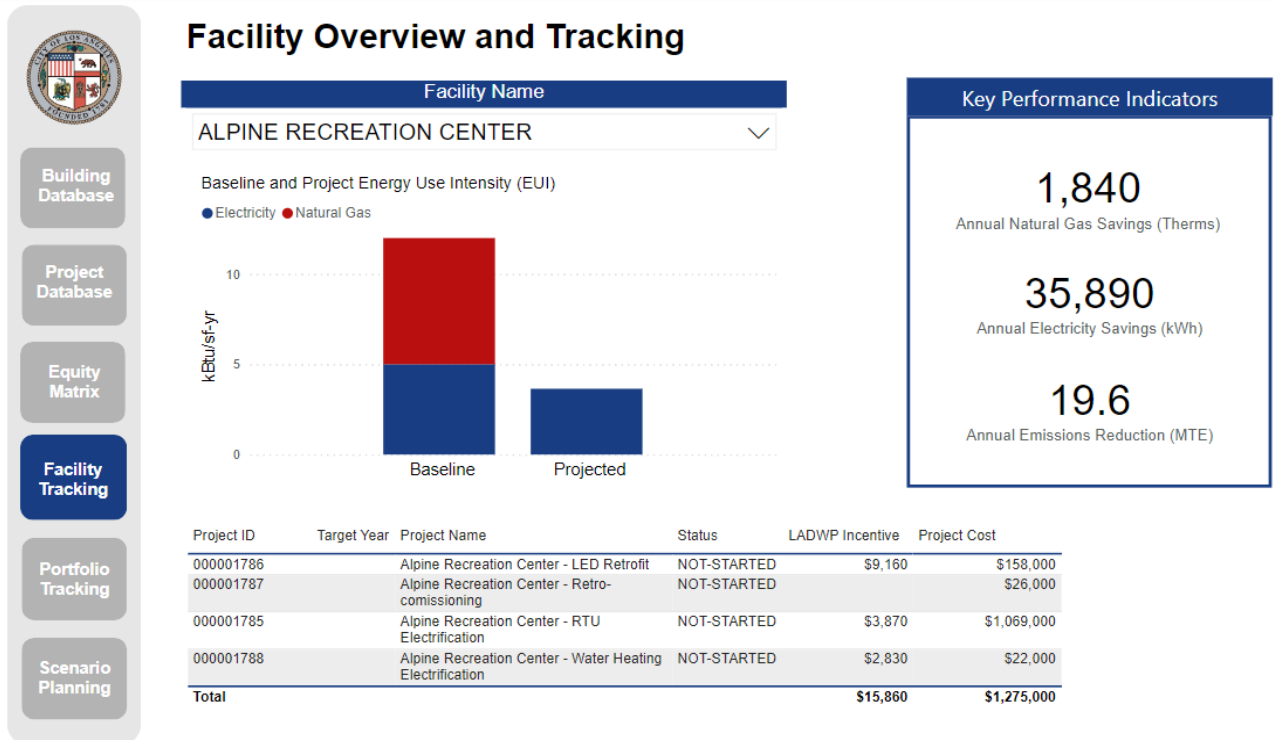 CITY OF LOS ANGELES
FOUNDED 1781
Facility Overview and Tracking
Building
Database
Project
Database
Equity
Matrix
Facility
Tracking
Portfolio
Tracking
Scenario
Planning
Facility Name
ALPINE RECREATION CENTER
Baseline and Project Energy Use Intensity (EUI)
Electricity Natural Gas
kBtu/sf-yr
10
5
0
Baseline Projected
Key Performance Indicators
1,840
Annual Natural Gas Savings (Therms)
35,890
Annual Electricity Savings (kWh)
19.6
Annual Emissions Reduction (MTE)
Project ID Target Year Project Name Status LADWP Incentive Project Cost
000001786 Alpine Recreation Center - LED Retrofit NOT-STARTED $9,160 $158,000
000001787 Alpine Recreation Center - Retro- NOT-STARTED $26,000
comissioning
000001785 Alpine Recreation Center - RTU NOT-STARTED $3,870 $1,069,000
Electrification
000001788 Alpine Recreation Center - Water Heating NOT-STARTED $2,830 $22,000
Electrification
Total $15,860 $1,275,000